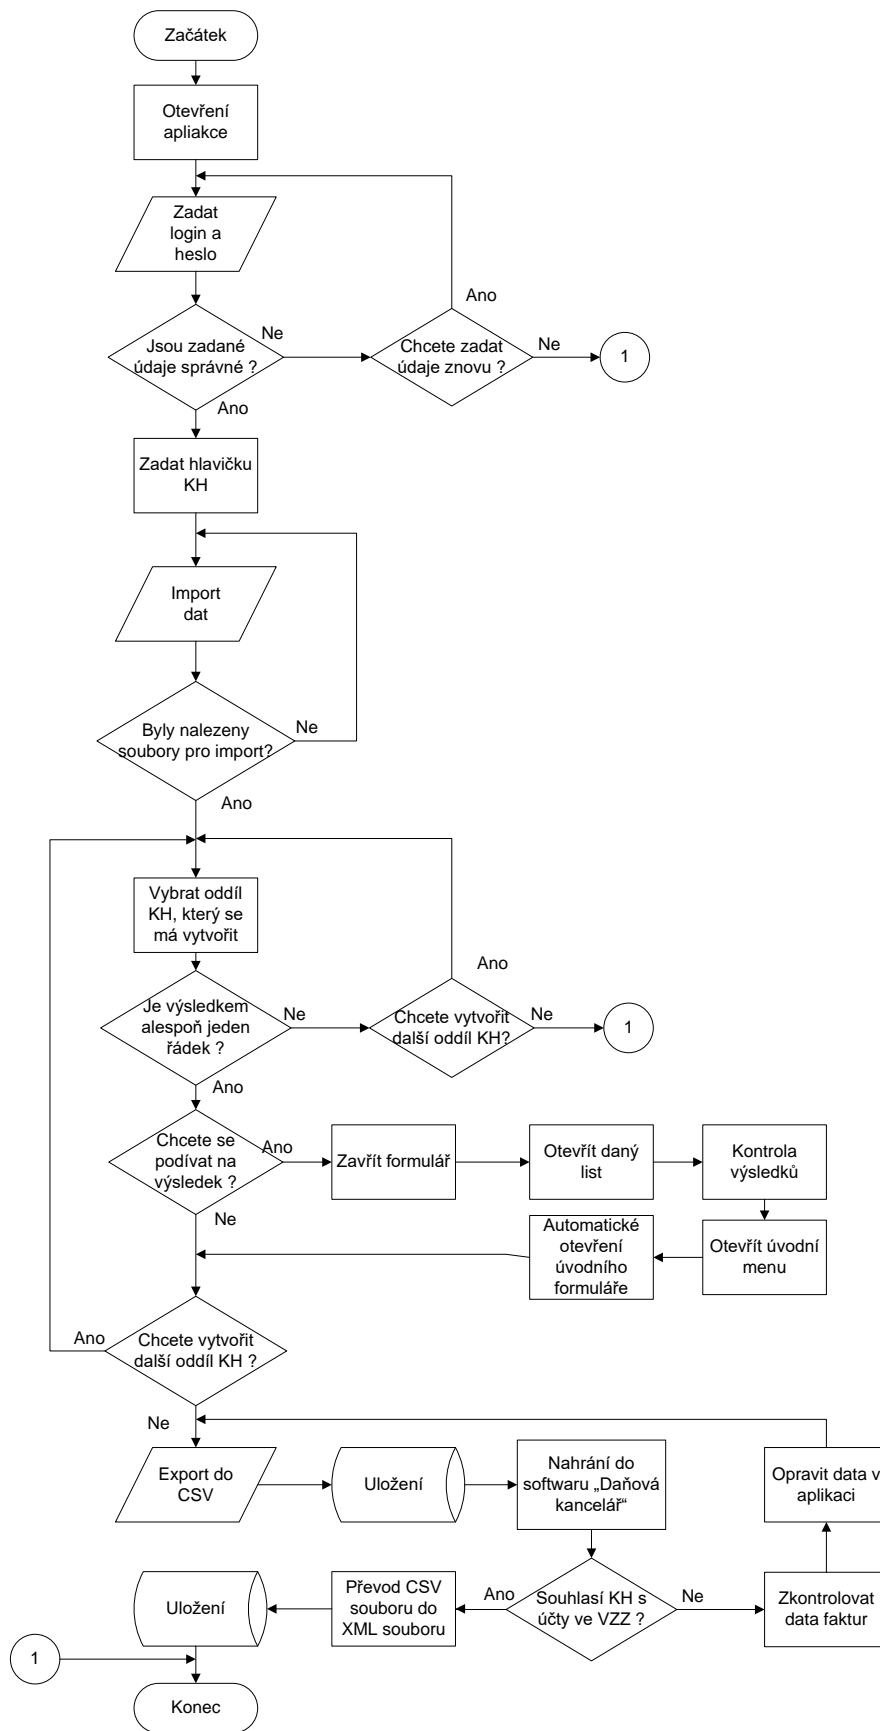 Začátek
Otevření
apliakce
Zadat
login a
heslo
Ano
Jsou zadané
údaje správné ?
Ne
Chcete zadat
údaje znovu ?
Ne
1
Ano
Zadat hlavičku
KH
Import
dat
Byly nalezeny
soubory pro import?
Ne
Ano
Vybrat oddíl
KH, který se
má vytvořit
Ano
Je výsledkem
alespoň jeden
řádek ?
Ne
Chcete vytvořit
další oddíl KH?
Ne
1
Ano
Chcete se
podívat na
výsledek ?
Ano
Zavřít formulář
Otevřít daný
list
Kontrola
výsledků
Ne
Automatické
otevření
úvodního
formuláře
Otevřít úvodní
menu
Ano
Chcete vytvořit
další oddíl KH ?
Ne
Export do
CSV
Uložení
Nahrání do
softwaru „Daňová
kancelář“
Opravit data v
aplikaci
Uložení
Převod CSV
souboru do
XML souboru
Ano
Souhlasí KH s
účty ve VZZ ?
Ne
Zkontrolovat
data faktur
1
Konec